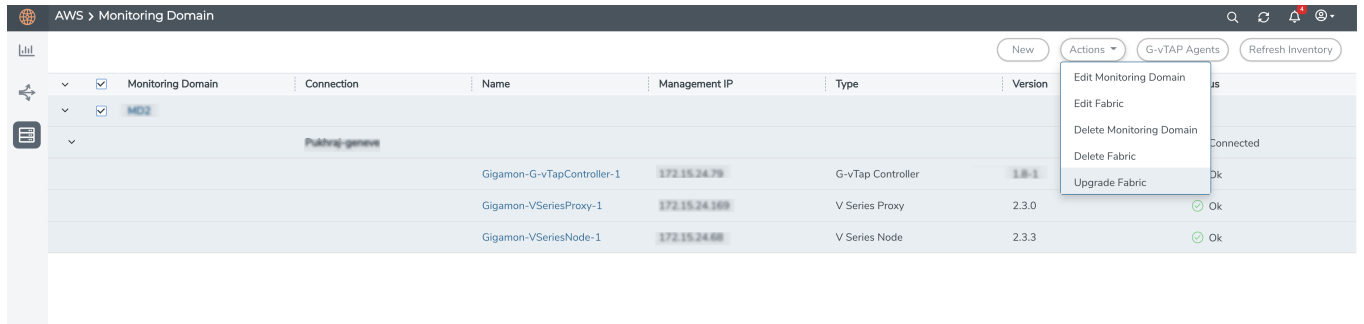 AWS > Monitoring Domain
4
New Actions G-vTAP Agents Refresh Inventory
Monitoring Domain Connection Name Management IP Type Version us
Edit Monitoring Domain
Edit Fabric
Delete Monitoring Domain
Delete Fabric
Upgrade Fabric
MD2
Pukhraj-geneve Connected
Gigamon-G-vTapController-1 172.15.24.79 G-vTap Controller 1.8-1 Ok
Gigamon-VSeriesProxy-1 172.15.24.169 V Series Proxy 2.3.0 Ok
Gigamon-VSeriesNode-1 172.15.24.68 V Series Node 2.3.3 Ok